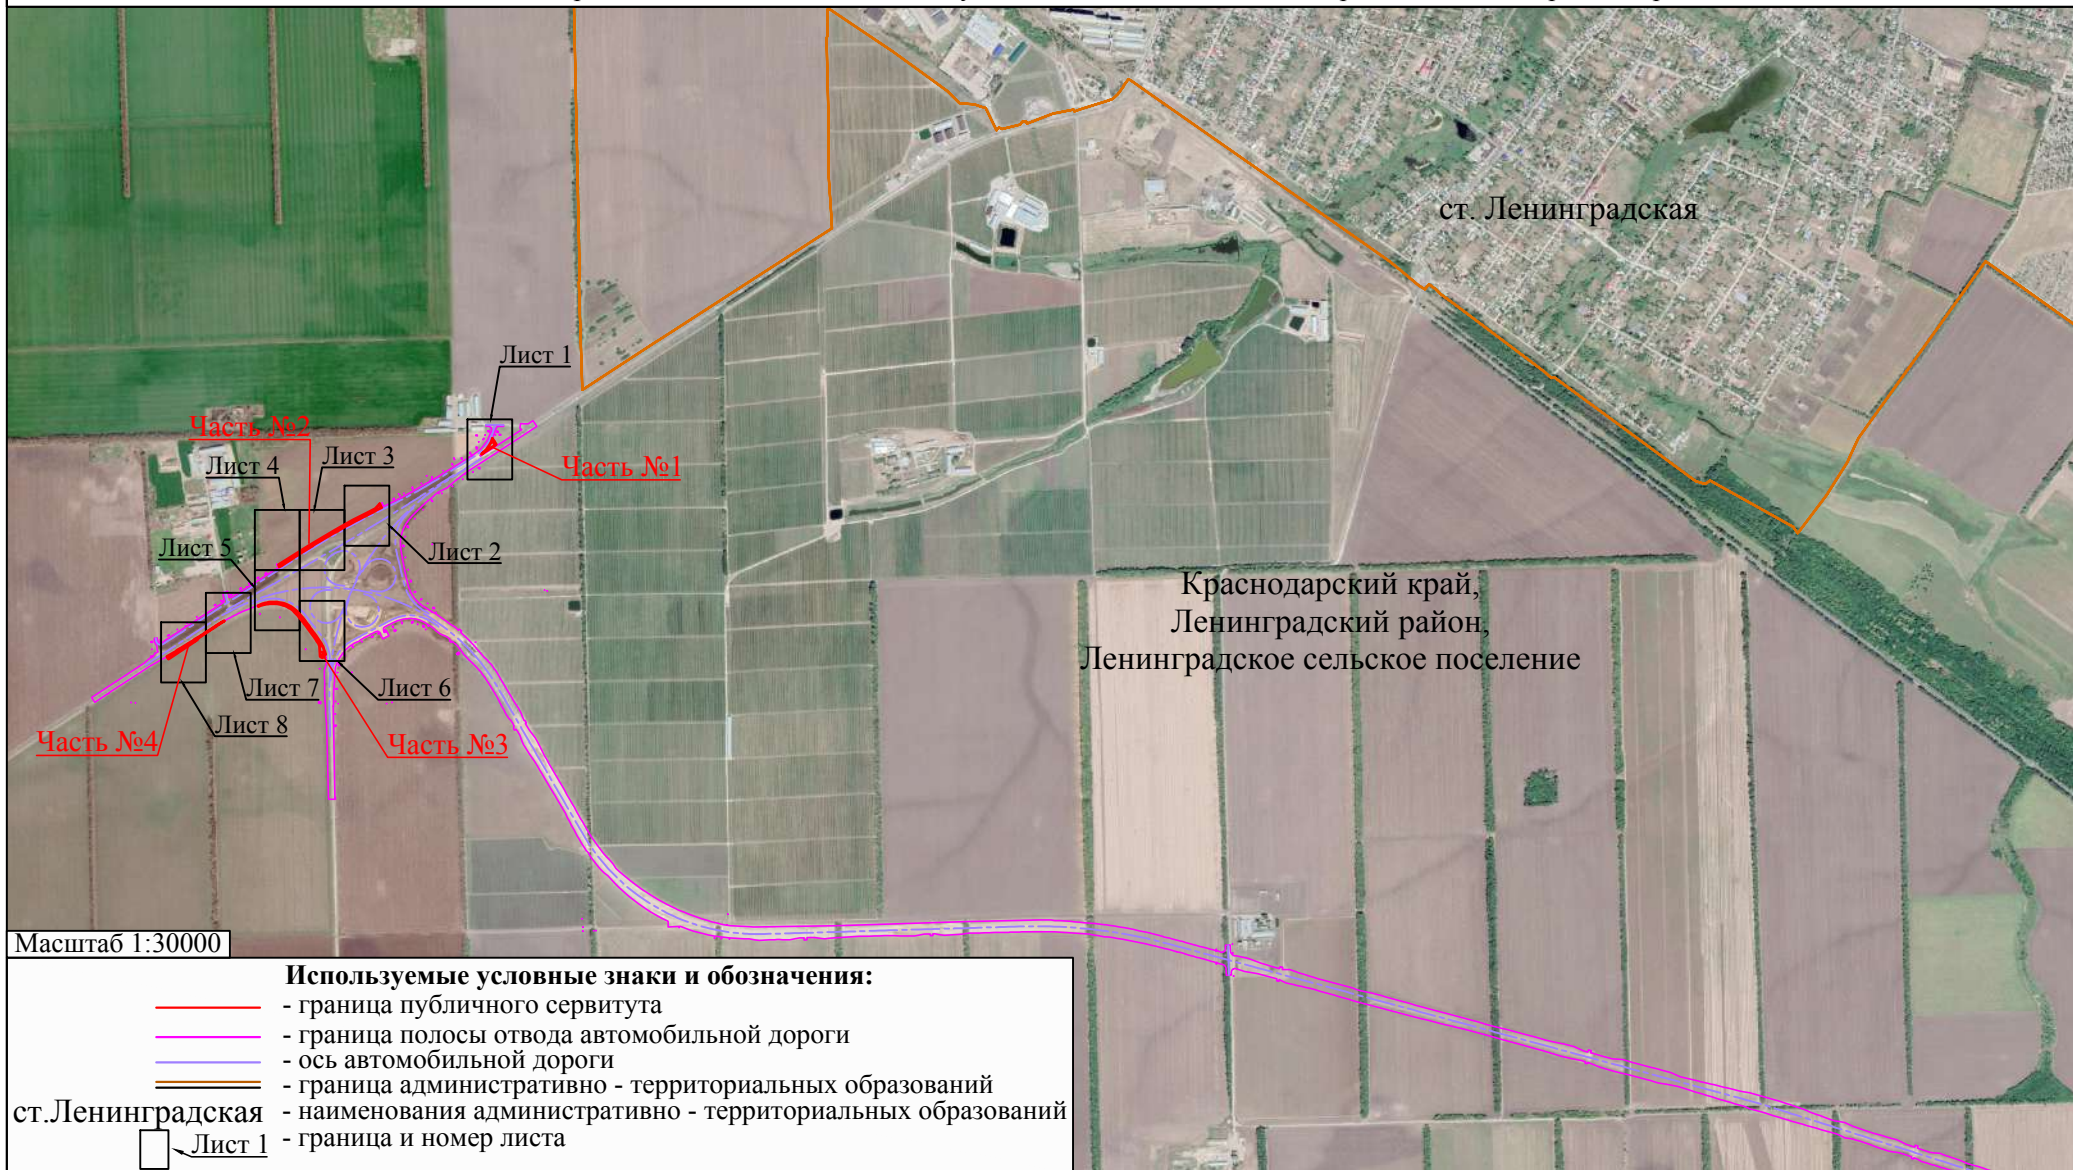 ст. Ленинградская
Лист 1
Часть №2
Лист 4
Лист 3
Часть №1
Лист 5
Лист 2
Краснодарский край,
Ленинградский район,
Ленинградское сельское поселение
Лист 7
Лист 6
Лист 8
Часть №4
Часть №3
Масштаб 1:30000
Используемые условные знаки и обозначения:
- граница публичного сервитута
- граница полосы отвода автомобильной дороги
- ось автомобильной дороги
- граница административно - территориальных образований
ст.Ленинградская - наименования административно - территориальных образований
Лист 1 - граница и номер листа